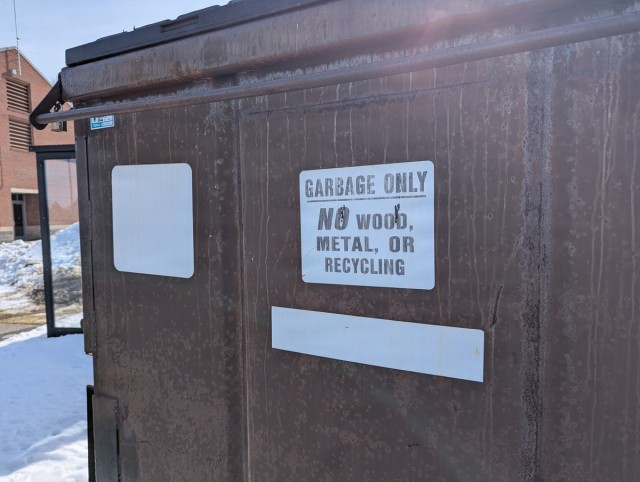 GARBAGE ONLY
NO WOOD,
METAL, OR
RECYCLING